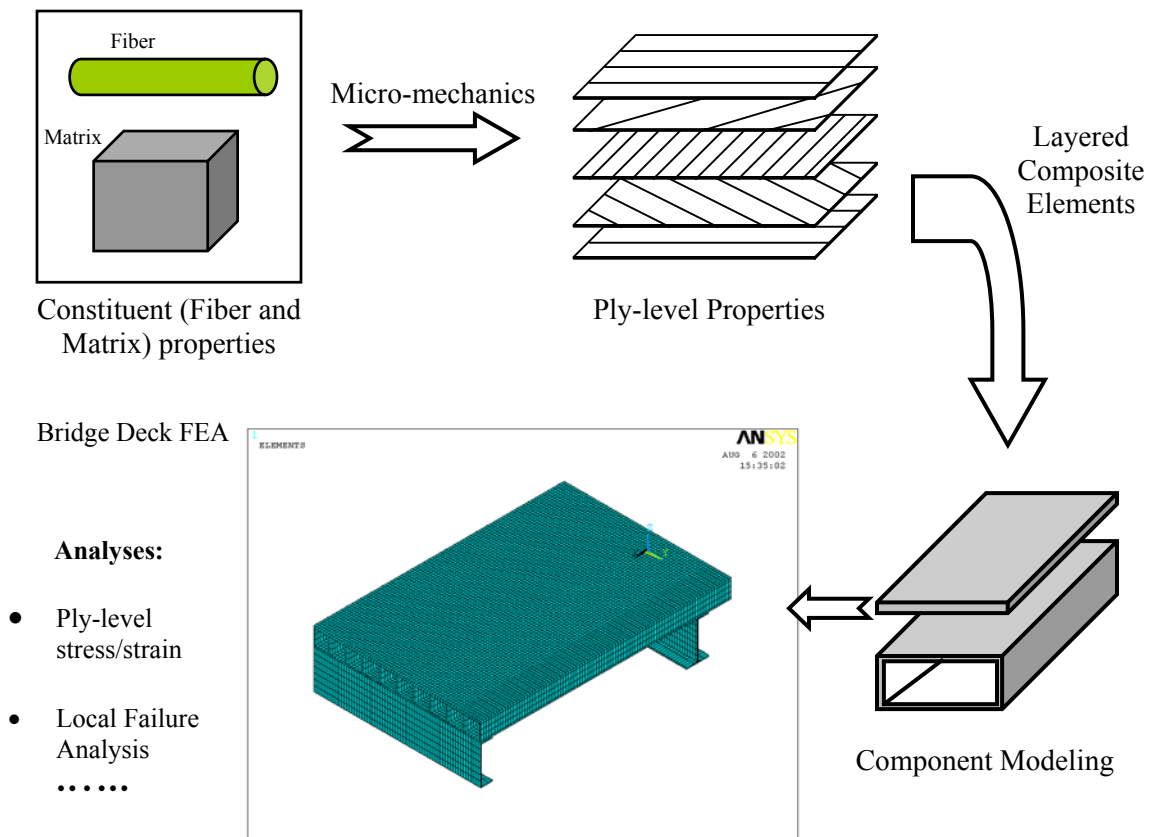 Fiber
Matrix
Constituent (Fiber and
Matrix) properties
Micro-mechanics
Ply-level Properties
Layered
Composite
Elements
Component Modeling
Bridge Deck FEA
1
ELEMENTS
ANSYS
AUG 6 2002
15:35:02
Analyses:
• Ply-level
stress/strain
• Local Failure
Analysis
……